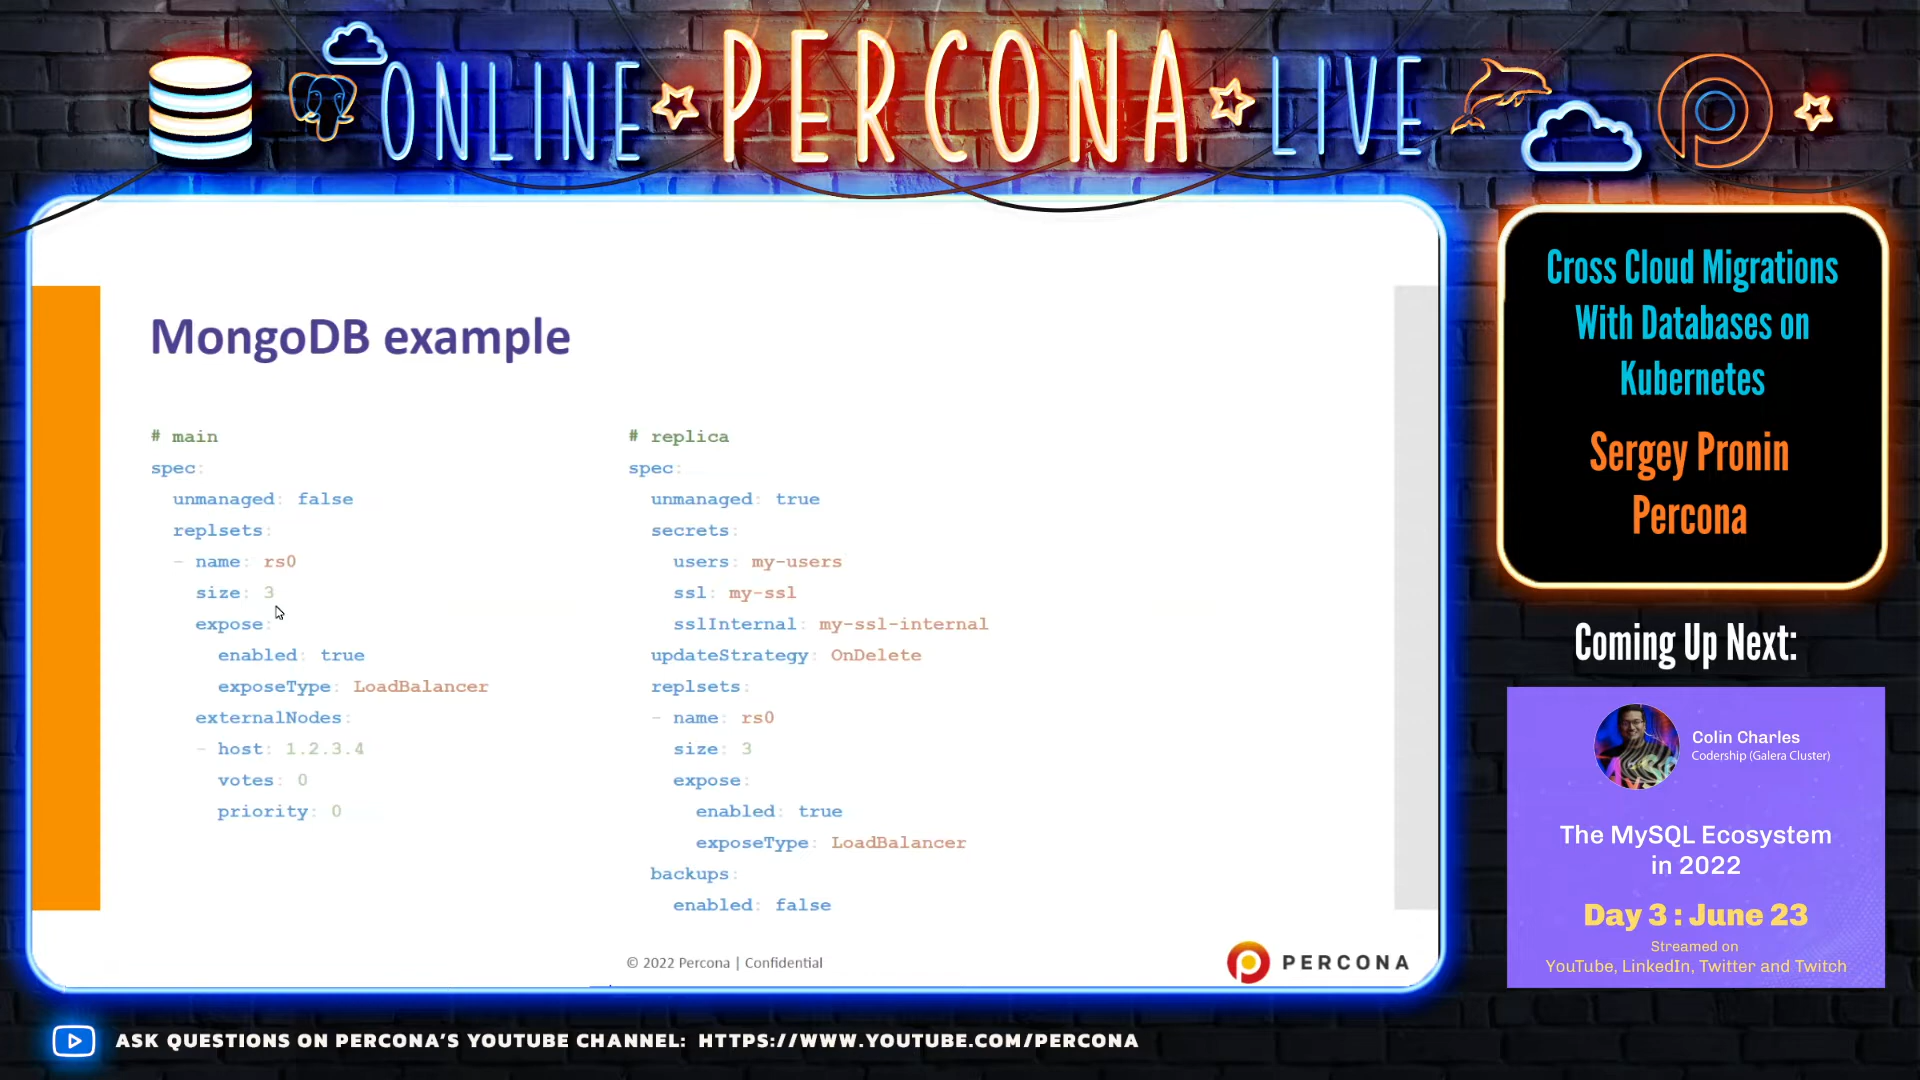 ONLINE PERCONA LIVE
MongoDB example
# main
spec:
unmanaged: false
replsets:
- name: rs0
size: 3
expose:
enabled: true
exposeType: LoadBalancer
externalNodes:
- host: 1.2.3.4
votes: 0
priority: 0
# replica
spec:
unmanaged: true
secrets:
users: my-users
ssl: my-ssl
sslInternal: my-ssl-internal
updateStrategy: OnDelete
replsets:
- name: rs0
size: 3
expose:
enabled: true
exposeType: LoadBalancer
backups:
enabled: false
© 2022 Percona | Confidential
PERCONA
Cross Cloud Migrations
With Databases on
Kubernetes
Sergey Pronin
Percona
Coming Up Next:
Colin Charles
Codership (Galera Cluster)
The MySQL Ecosystem
in 2022
Day 3 : June 23
Streamed on
YouTube, LinkedIn, Twitter and Twitch
ASK QUESTIONS ON PERCONA'S YOUTUBE CHANNEL: HTTPS://WWW.YOUTUBE.COM/PERCONA